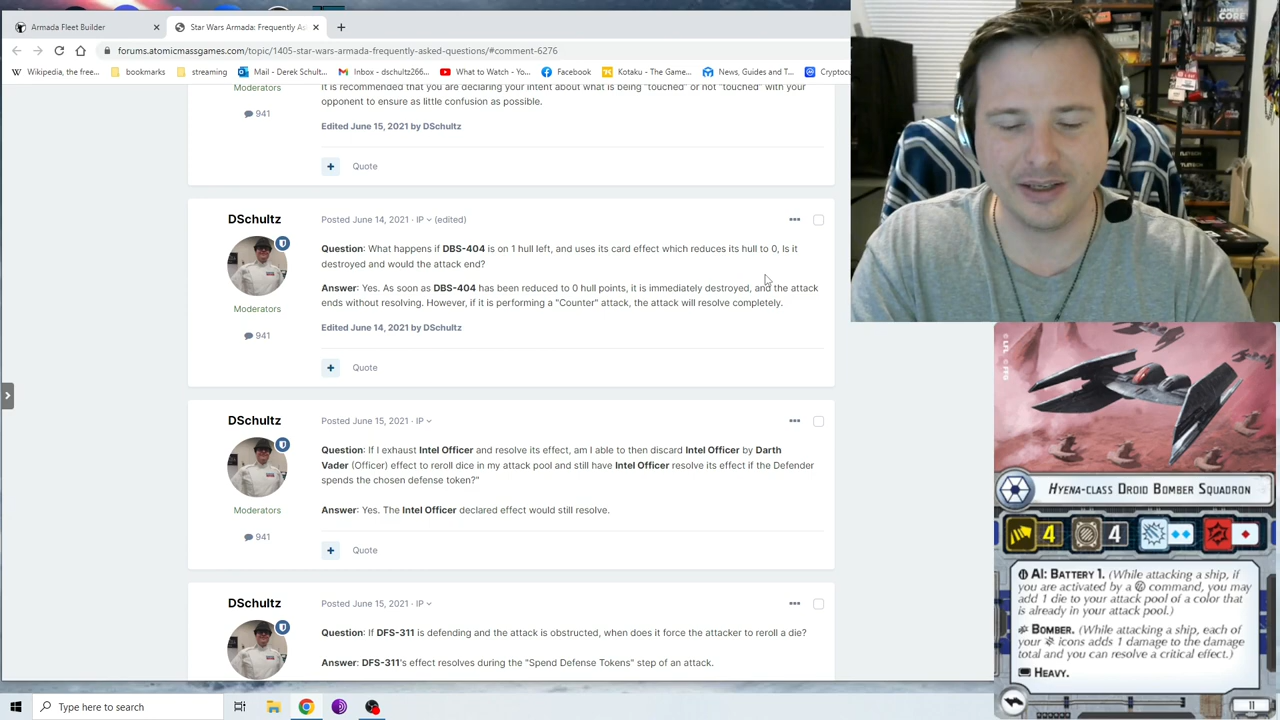 Armada Fleet Builder
Star Wars Armada: Frequently As
forums.atomicmassgames.com/topic/1405-star-wars-armada-frequently-asked-questions/#comment-6276
Wikipedia, the free...
bookmarks
Facebook
Kotaku - The Game...
News, Guides and T...
Moderators
941
It is recommended that you are declaring your intent about what is being "touched" or not "touched" with your
opponent to ensure as little confusion as possible.
Edited June 15, 2021 by DSchultz
+ Quote
DSchultz
Moderators
941
Posted June 14, 2021 · IP (edited)
Question: What happens if DBS-404 is on 1 hull left, and uses its card effect which reduces its hull to 0, Is it
destroyed and would the attack end?
Answer: Yes. As soon as DBS-404 has been reduced to 0 hull points, it is immediately destroyed, and the attack
ends without resolving. However, if it is performing a "Counter" attack, the attack will resolve completely.
Edited June 14, 2021 by DSchultz
+ Quote
DSchultz
Moderators
941
Posted June 15, 2021 · IP
Question: If I exhaust Intel Officer and resolve its effect, am I able to then discard Intel Officer by Darth
Vader (Officer) effect to reroll dice in my attack pool and still have Intel Officer resolve its effect if the Defender
spends the chosen defense token?"
Answer: Yes. The Intel Officer declared effect would still resolve.
+ Quote
DSchultz
Posted June 15, 2021 · IP
Question: If DFS-311 is defending and the attack is obstructed, when does it force the attacker to reroll a die?
Answer: DFS-311's effect resolves during the "Spend Defense Tokens" step of an attack.
Type here to search
Hyena-class Droid Bomber Squadron
4 4
AI: Battery 1. (While attacking a ship, if
you are activated by a command, you may
add 1 die to your attack pool of a color that
is already in your attack pool.)
Bomber. (While attacking a ship, each of
your icons adds 1 damage to the damage
total and you can resolve a critical effect.)
Heavy.
11